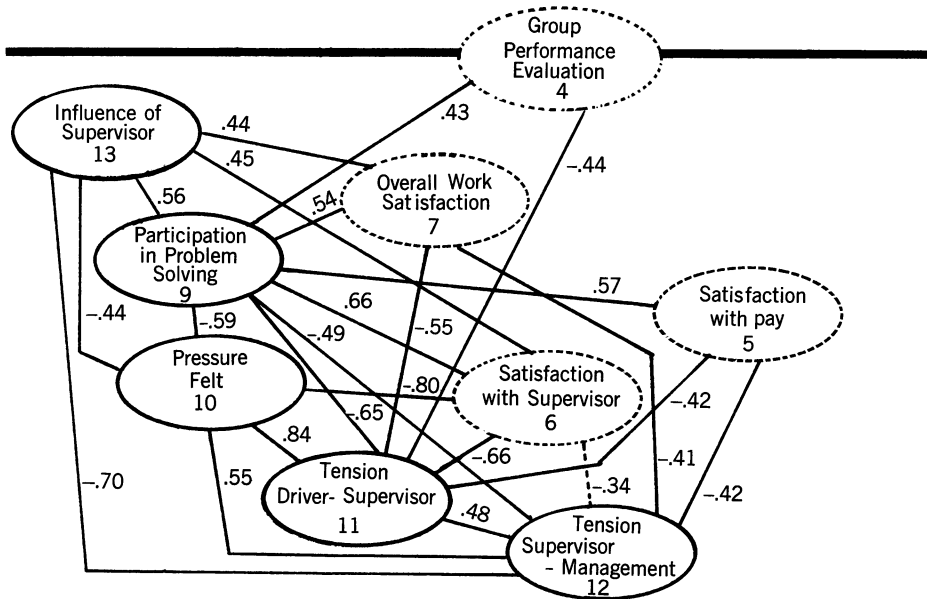 Group
Performance
Evaluation
4
Influence of
Supervisor
13
.44
.45
.43
-.44
.56
.54
Overall Work
Satisfaction
7
Participation
in Problem
Solving
9
.57
Satisfaction
with pay
5
-.44
-.59
.66
-.49
-.55
Pressure
Felt
10
-.80
Satisfaction
with Supervisor
6
-.42
-.65
.84
-.66
-.41
-.70
.55
Tension
Driver- Supervisor
11
.48
-.34
-.42
Tension
Supervisor
- Management
12